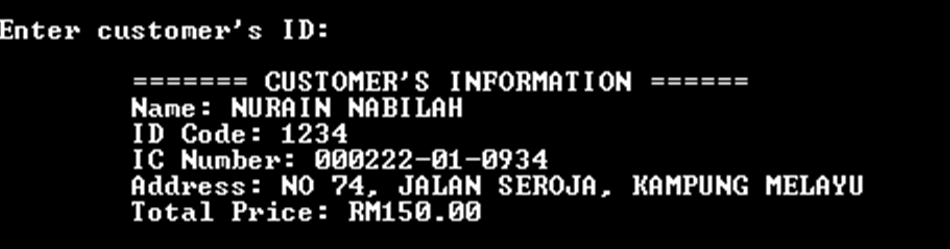 Enter customer's ID:
======= CUSTOMER'S INFORMATION ======
Name: NURAIN NABILAH
ID Code: 1234
IC Number: 000222-01-0934
Address: NO 74, JALAN SEROJA, KAMPUNG MELAYU
Total Price: RM150.00